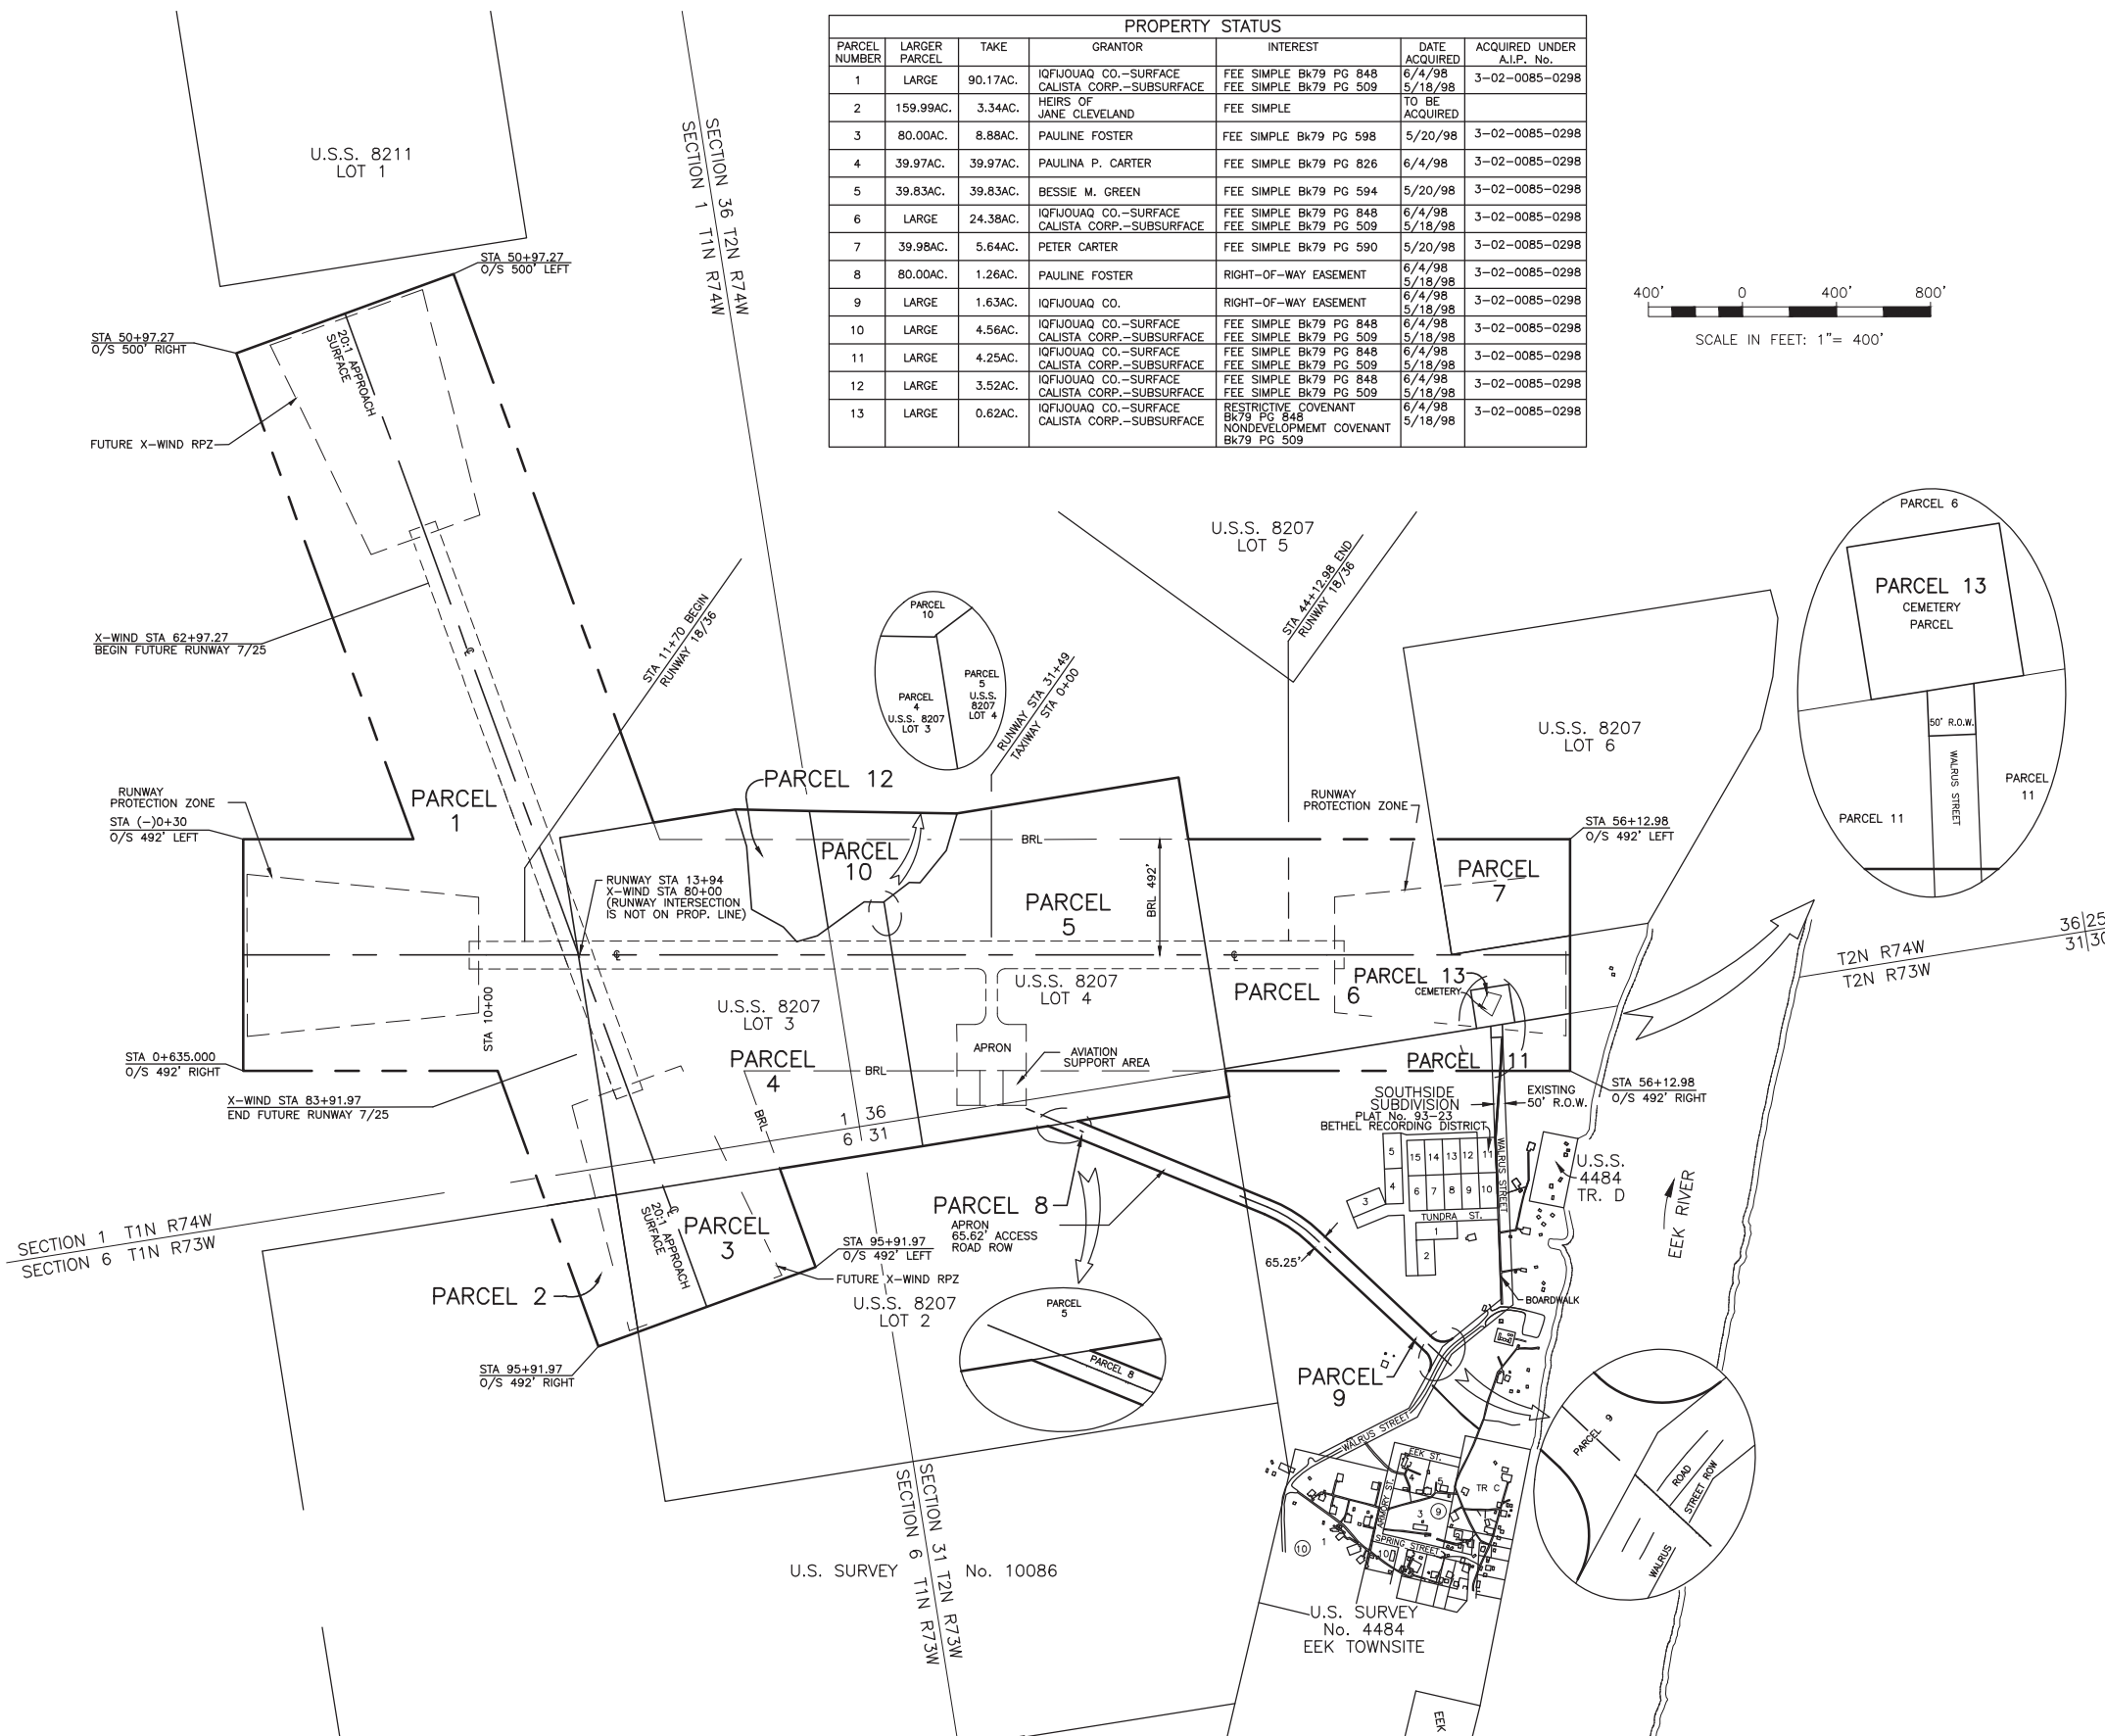 PROPERTY STATUS
PARCEL NUMBER LARGER PARCEL TAKE GRANTOR INTEREST DATE ACQUIRED ACQUIRED UNDER A.I.P. No.
1 LARGE 90.17AC. IQFIJOUAQ CO.-SURFACE FEE SIMPLE Bk79 PG 848 6/4/98 3-02-0085-0298
CALISTA CORP.-SUBSURFACE FEE SIMPLE Bk79 PG 509 5/18/98
2 159.99AC. 3.34AC. HEIRS OF JANE CLEVELAND FEE SIMPLE TO BE ACQUIRED
3 80.00AC. 8.88AC. PAULINE FOSTER FEE SIMPLE Bk79 PG 598 5/20/98 3-02-0085-0298
4 39.97AC. 39.97AC. PAULINA P. CARTER FEE SIMPLE Bk79 PG 826 6/4/98 3-02-0085-0298
5 39.83AC. 39.83AC. BESSIE M. GREEN FEE SIMPLE Bk79 PG 594 5/20/98 3-02-0085-0298
6 LARGE 24.38AC. IQFIJOUAQ CO.-SURFACE FEE SIMPLE Bk79 PG 848 6/4/98 3-02-0085-0298
CALISTA CORP.-SUBSURFACE FEE SIMPLE Bk79 PG 509 5/18/98
7 39.98AC. 5.64AC. PETER CARTER FEE SIMPLE Bk79 PG 590 5/20/98 3-02-0085-0298
8 80.00AC. 1.26AC. PAULINE FOSTER RIGHT-OF-WAY EASEMENT 6/4/98 3-02-0085-0298
5/18/98
9 LARGE 1.63AC. IQFIJOUAQ CO. RIGHT-OF-WAY EASEMENT 6/4/98 3-02-0085-0298
5/18/98
10 LARGE 4.56AC. IQFIJOUAQ CO.-SURFACE FEE SIMPLE Bk79 PG 848 6/4/98 3-02-0085-0298
CALISTA CORP.-SUBSURFACE FEE SIMPLE Bk79 PG 509 5/18/98
11 LARGE 4.25AC. IQFIJOUAQ CO.-SURFACE FEE SIMPLE Bk79 PG 848 6/4/98 3-02-0085-0298
CALISTA CORP.-SUBSURFACE FEE SIMPLE Bk79 PG 509 5/18/98
12 LARGE 3.52AC. IQFIJOUAQ CO.-SURFACE FEE SIMPLE Bk79 PG 848 6/4/98 3-02-0085-0298
CALISTA CORP.-SUBSURFACE FEE SIMPLE Bk79 PG 509 5/18/98
13 LARGE 0.62AC. IQFIJOUAQ CO.-SURFACE RESTRICTIVE COVENANT 6/4/98 3-02-0085-0298
CALISTA CORP.-SUBSURFACE Bk79 PG 848 5/18/98
NONDEVELOPMEMT COVENANT
Bk79 PG 509
400' 0 400' 800'
SCALE IN FEET: 1"= 400'
U.S.S. 8211
LOT 1
SECTION 36 T2N R74W
SECTION 1 T1N R74W
STA 50+97.27
O/S 500' LEFT
STA 50+97.27
O/S 500' RIGHT
20:1 APPROACH
SURFACE
FUTURE X-WIND RPZ
X-WIND STA 62+97.27
BEGIN FUTURE RUNWAY 7/25
STA 11+70 BEGIN
RUNWAY 18/36
PARCEL
10
PARCEL
4
U.S.S. 8207
LOT 3
PARCEL
5
U.S.S.
8207
LOT 4
RUNWAY STA 31+49
TAXIWAY STA 0+00
U.S.S. 8207
LOT 5
STA 44+12.98 END
RUNWAY 18/36
U.S.S. 8207
LOT 6
PARCEL 6
PARCEL 13
CEMETERY
PARCEL
50' R.O.W.
WALRUS STREET
PARCEL
11
PARCEL 11
RUNWAY
PROTECTION ZONE
STA (-)0+30
O/S 492' LEFT
PARCEL
1
PARCEL 12
PARCEL
10
BRL
RUNWAY STA 13+94
X-WIND STA 80+00
(RUNWAY INTERSECTION
IS NOT ON PROP. LINE)
PARCEL
5
BRL 492'
RUNWAY
PROTECTION ZONE
STA 56+12.98
O/S 492' LEFT
PARCEL
7
36 25
31 30
T2N R74W
T2N R73W
STA 10+00
U.S.S. 8207
LOT 3
U.S.S. 8207
LOT 4
PARCEL
6
PARCEL 13
CEMETERY
STA 0+635.000
O/S 492' RIGHT
PARCEL
4
BRL
BRL
APRON
AVIATION
SUPPORT AREA
PARCEL 11
STA 56+12.98
O/S 492' RIGHT
X-WIND STA 83+91.97
END FUTURE RUNWAY 7/25
1 36
6 31
SOUTHSIDE
SUBDIVISION
PLAT No. 93-23
BETHEL RECORDING DISTRICT
EXISTING
50' R.O.W.
5
4
3
15 14 13 12 11
6 7 8 9 10
TUNDRA ST.
1
2
WALRUS STREET
U.S.S.
4484
TR. D
EEK RIVER
SECTION 1 T1N R74W
SECTION 6 T1N R73W
20:1 APPROACH
SURFACE
PARCEL
3
PARCEL 2
STA 95+91.97
O/S 492' LEFT
FUTURE X-WIND RPZ
U.S.S. 8207
LOT 2
STA 95+91.97
O/S 492' RIGHT
PARCEL 8
APRON
65.62' ACCESS
ROAD ROW
65.25'
PARCEL
5
PARCEL 8
BOARDWALK
PARCEL
9
WALRUS STREET
EEK ST.
ARMORY ST.
SPRING STREET
TR C
4
5
3
9
10
1
10
PARCEL 9
ROAD
STREET ROW
WALRUS
SECTION 31 T2N R73W
SECTION 6 T1N R73W
U.S. SURVEY No. 10086
U.S. SURVEY
No. 4484
EEK TOWNSITE
EEK